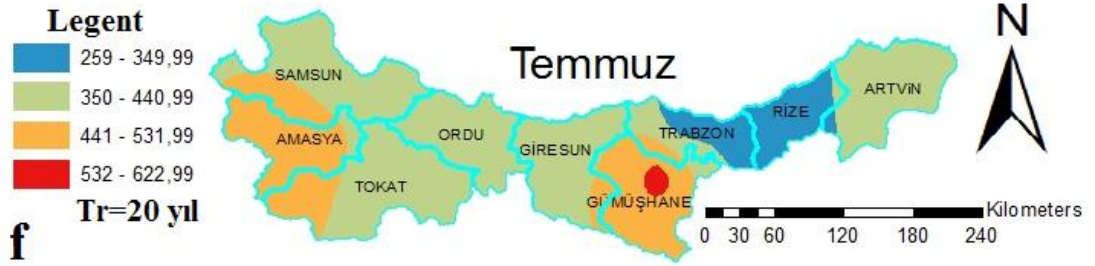 Legent
259 - 349,99
350 - 440,99
441 - 531,99
532 - 622,99
Tr=20 yıl
f
Temmuz
N
SAMSUN
AMASYA
TOKAT
ORDU
GİRESUN
TRABZON
RİZE
ARTVİN
GÜMÜŞHANE
Kilometers
0 30 60 120 180 240